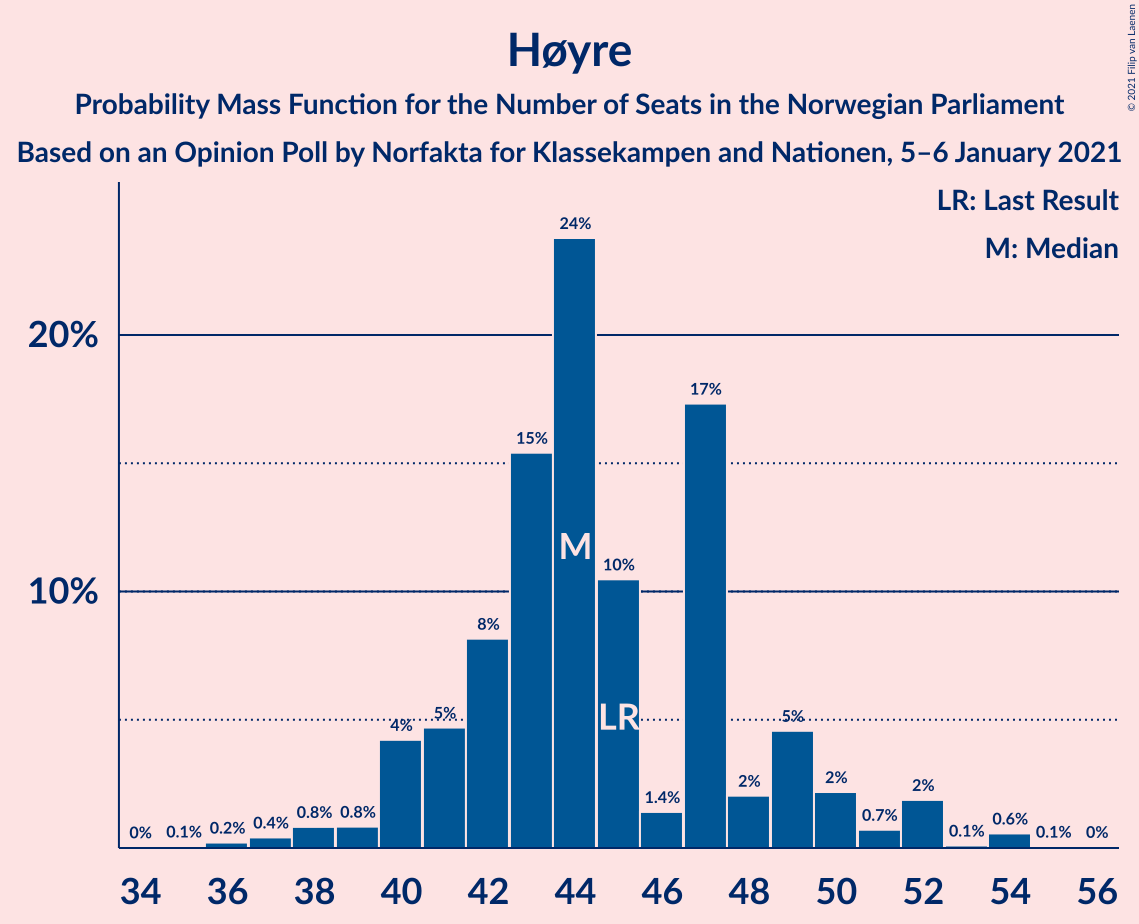 Høyre
Probability Mass Function for the Number of Seats in the Norwegian Parliament
Based on an Opinion Poll by Norfakta for Klassekampen and Nationen, 5–6 January 2021
© 2021 Filip van Laenen
LR: Last Result
M: Median
20%
10%
0%
0.1%
0.2%
0.4%
0.8%
0.8%
4%
5%
8%
15%
24%
10%
1.4%
17%
2%
5%
2%
0.7%
2%
0.1%
0.6%
0.1%
0%
M
LR
34 36 38 40 42 44 46 48 50 52 54 56